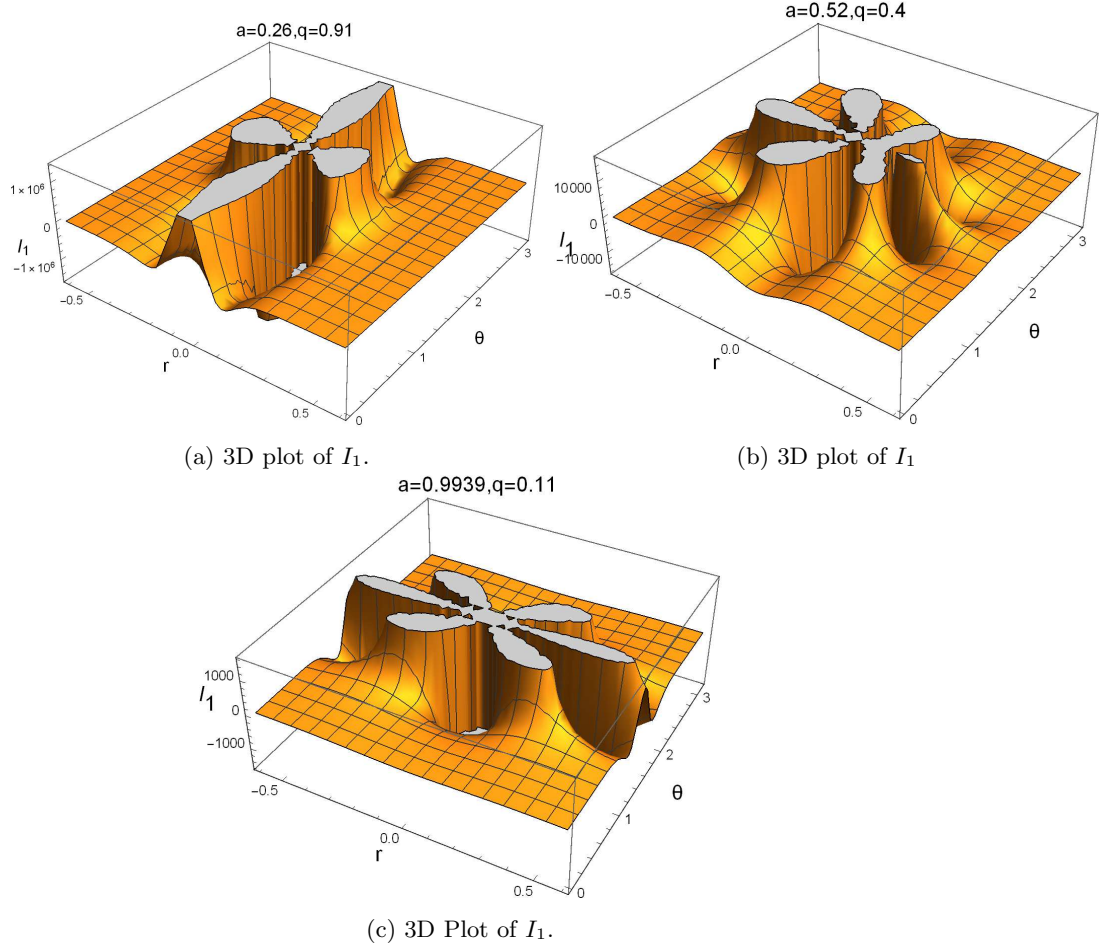 a=0.26,q=0.91
1×10⁶
0
−1×10⁶
I₁
−0.5
0.0
0.5
r
0
1
2
3
θ
(a) 3D plot of I₁.
a=0.52,q=0.4
10000
0
−10000
I₁
−0.5
0.0
0.5
r
0
1
2
3
θ
(b) 3D plot of I₁
a=0.9939,q=0.11
1000
0
−1000
I₁
−0.5
0.0
0.5
r
0
1
2
3
θ
(c) 3D Plot of I₁.